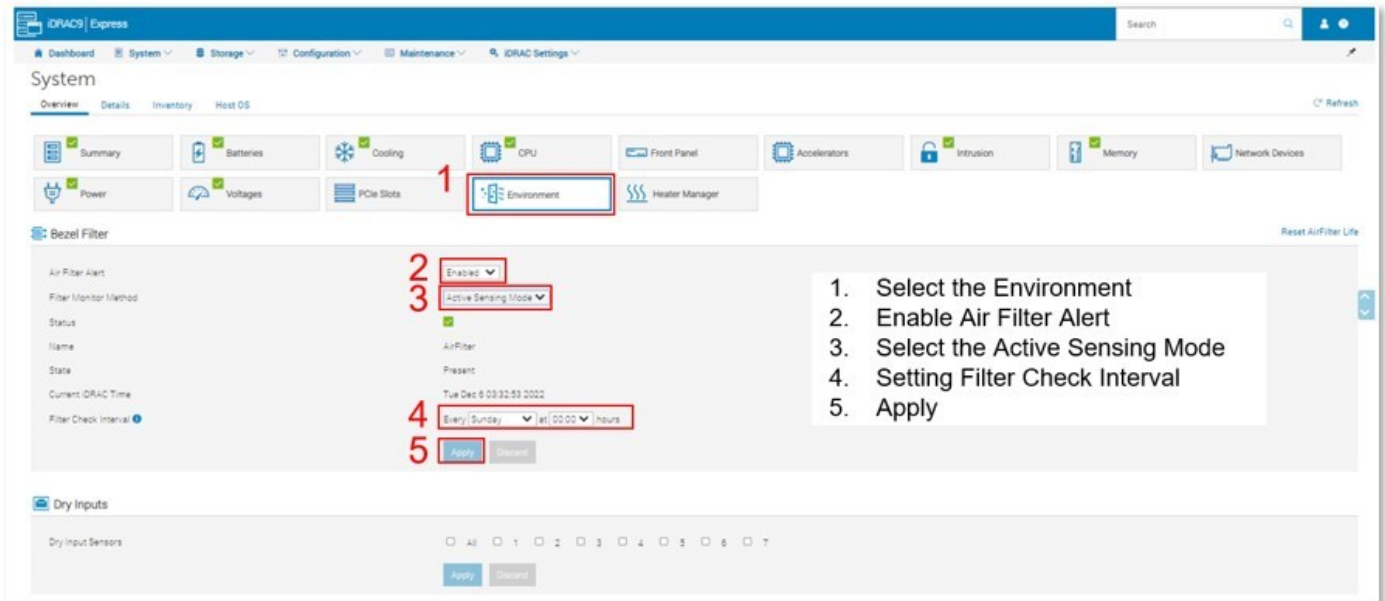 iDRAC9 | Express
Search
Dashboard System Storage Configuration Maintenance iDRAC Settings
System
Overview Details Inventory Host OS
Refresh
Summary Batteries Cooling CPU Front Panel Accelerators Intrusion Memory Network Devices
1
Power Voltages PCIe Slots Environment Heater Manager
Bezel Filter
Reset AirFilter Life
Air Filter Alert 2 Enabled
Filter Monitor Method 3 Active Sensing Mode
Status
Name AirFilter
State Present
Current iDRAC Time Tue Dec 6 03:32:53 2022
Filter Check Interval 4 Every Sunday at 00:00 hours
5 Apply Discard
1. Select the Environment
2. Enable Air Filter Alert
3. Select the Active Sensing Mode
4. Setting Filter Check Interval
5. Apply
Dry Inputs
Dry Input Sensors All 1 2 3 4 5 6 7
Apply Discard